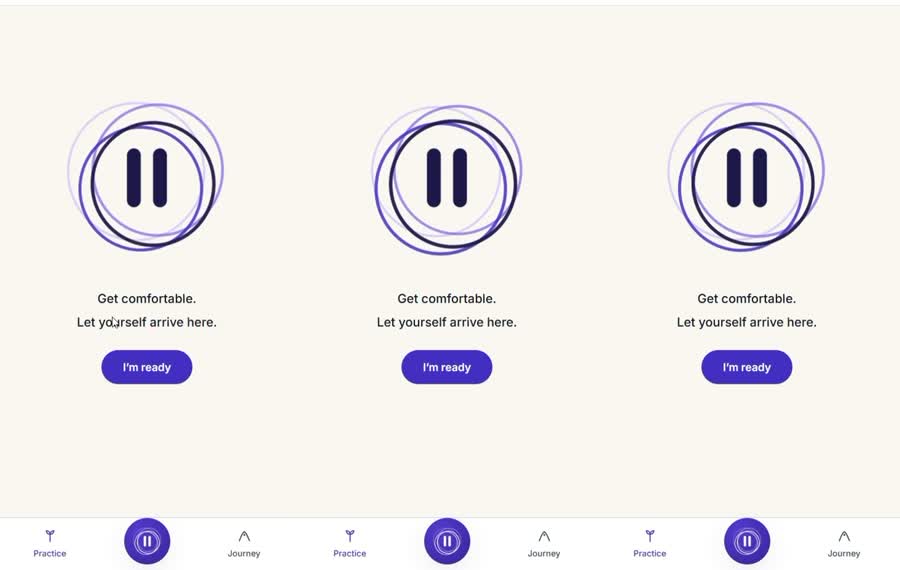 Get comfortable.
Let yourself arrive here.
I'm ready
Get comfortable.
Let yourself arrive here.
I'm ready
Get comfortable.
Let yourself arrive here.
I'm ready
Practice
Journey
Practice
Journey
Practice
Journey